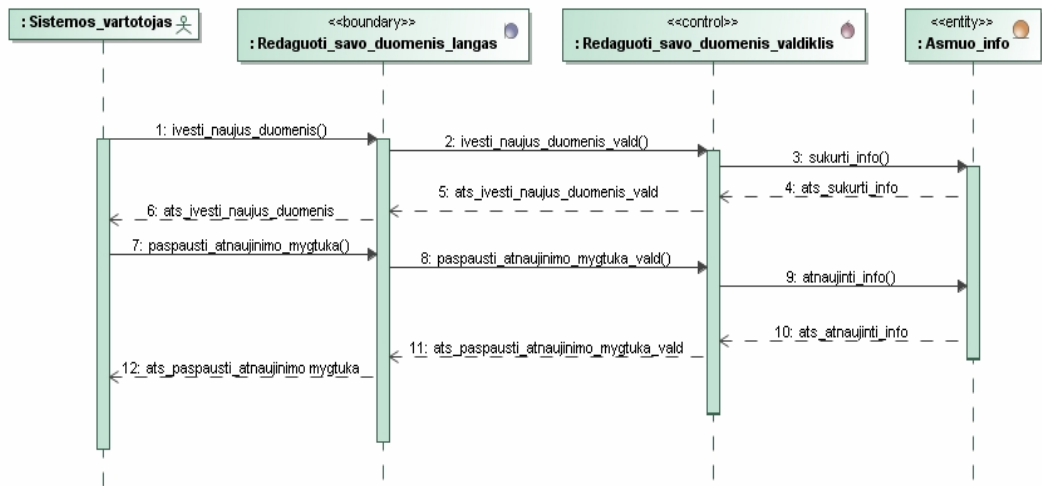 : Sistemos_vartotojas
<<boundary>>
: Redaguoti_savo_duomenis_langas
<<control>>
: Redaguoti_savo_duomenis_valdiklis
<<entity>>
: Asmuo_info
1: ivesti_naujus_duomenis()
2: ivesti_naujus_duomenis_vald()
3: sukurti_info()
4: ats_sukurti_info
5: ats_ivesti_naujus_duomenis_vald
6: ats_ivesti_naujus_duomenis
7: paspausti_atnaujinimo_mygtuka()
8: paspausti_atnaujinimo_mygtuka_vald()
9: atnaujinti_info()
10: ats_atnaujinti_info
11: ats_paspausti_atnaujinimo_mygtuka_vald
12: ats_paspausti_atnaujinimo mygtuka